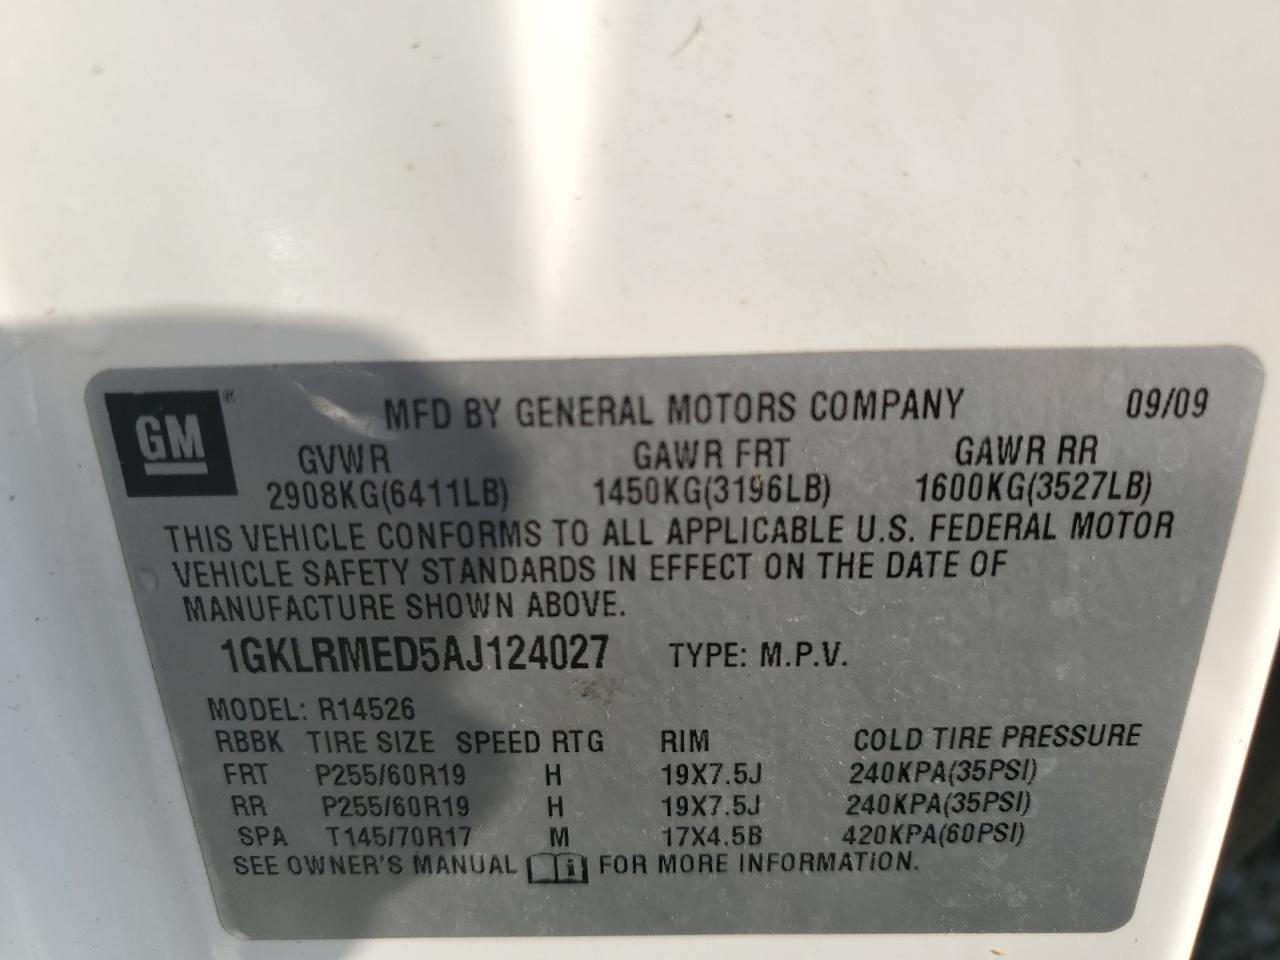 GM TM MFD BY GENERAL MOTORS COMPANY 09/09
GVWR GAWR FRT GAWR RR
2908KG(6411LB) 1450KG(3196LB) 1600KG(3527LB)
THIS VEHICLE CONFORMS TO ALL APPLICABLE U.S. FEDERAL MOTOR
VEHICLE SAFETY STANDARDS IN EFFECT ON THE DATE OF
MANUFACTURE SHOWN ABOVE.
1GKLRMED5AJ124027 TYPE: M.P.V.
MODEL: R14526
RBBK TIRE SIZE SPEED RTG RIM COLD TIRE PRESSURE
FRT P255/60R19 H 19X7.5J 240KPA(35PSI)
RR P255/60R19 H 19X7.5J 240KPA(35PSI)
SPA T145/70R17 M 17X4.5B 420KPA(60PSI)
SEE OWNER'S MANUAL i FOR MORE INFORMATION.